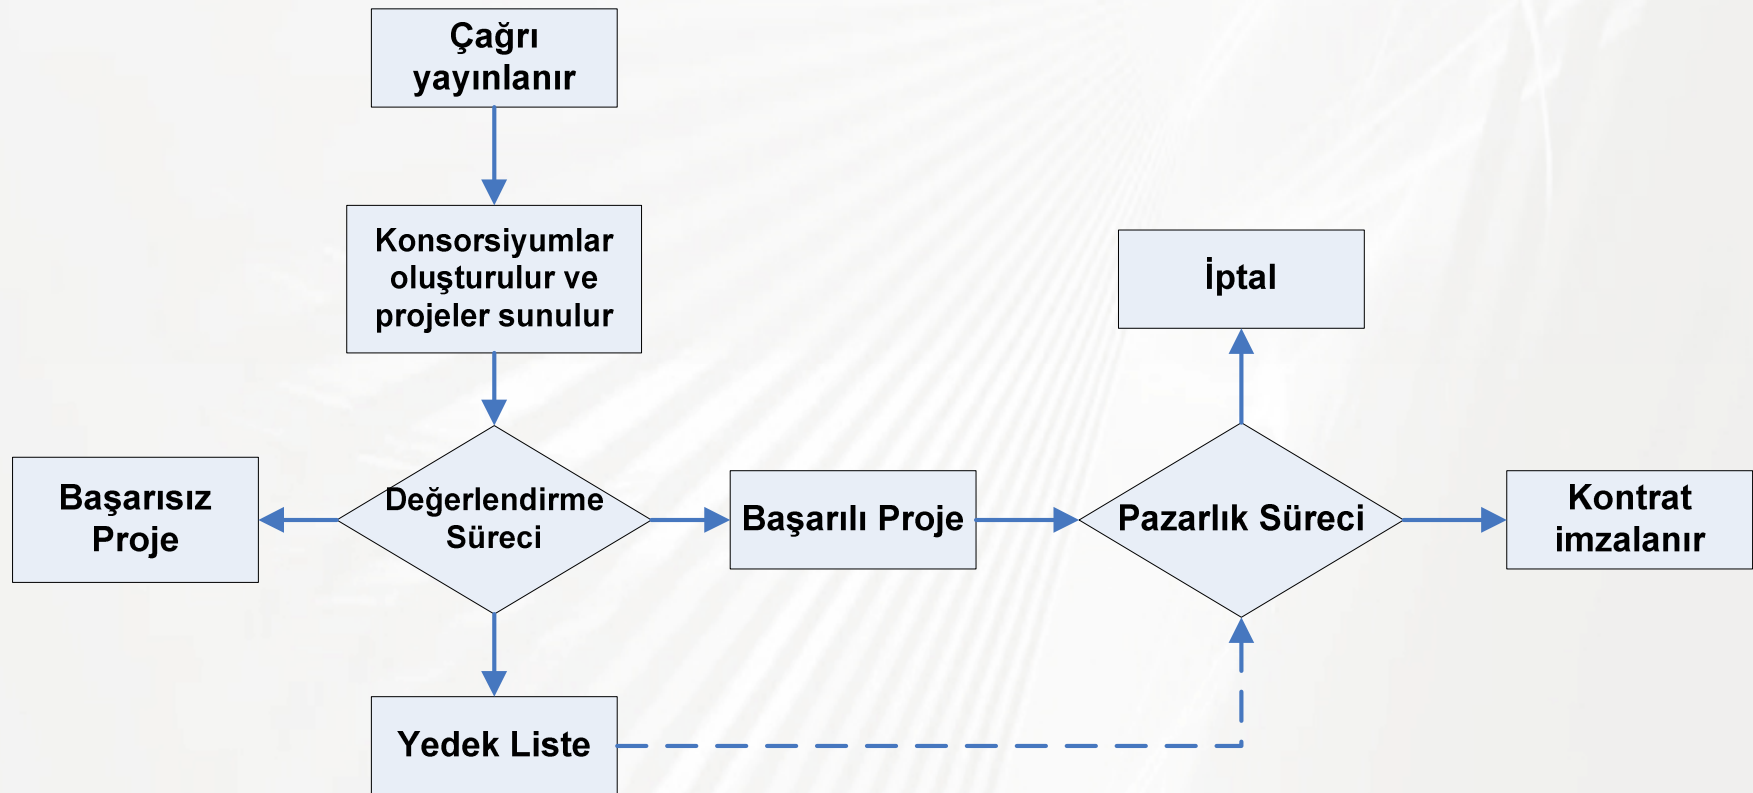 Çağrı
yayınlanır
Konsorsiyumlar
oluşturulur ve
projeler sunulur
İptal
Başarısız
Proje
Değerlendirme
Süreci
Başarılı Proje
Pazarlık Süreci
Kontrat
imzalanır
Yedek Liste